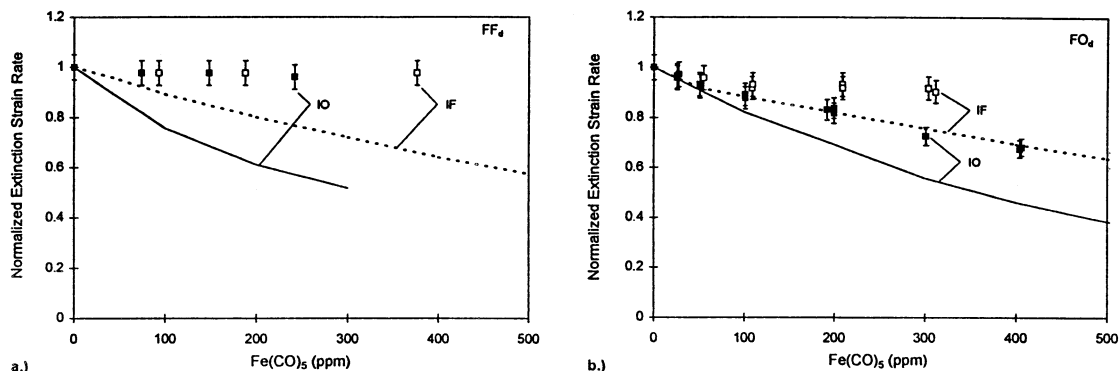 FF_d
Normalized Extinction Strain Rate
1.2
1
0.8
0.6
0.4
0.2
0
IO
IF
0 100 200 300 400 500
Fe(CO)₅ (ppm)
a.)
FO_d
Normalized Extinction Strain Rate
1.2
1
0.8
0.6
0.4
0.2
0
IF
IO
0 100 200 300 400 500
Fe(CO)₅ (ppm)
b.)